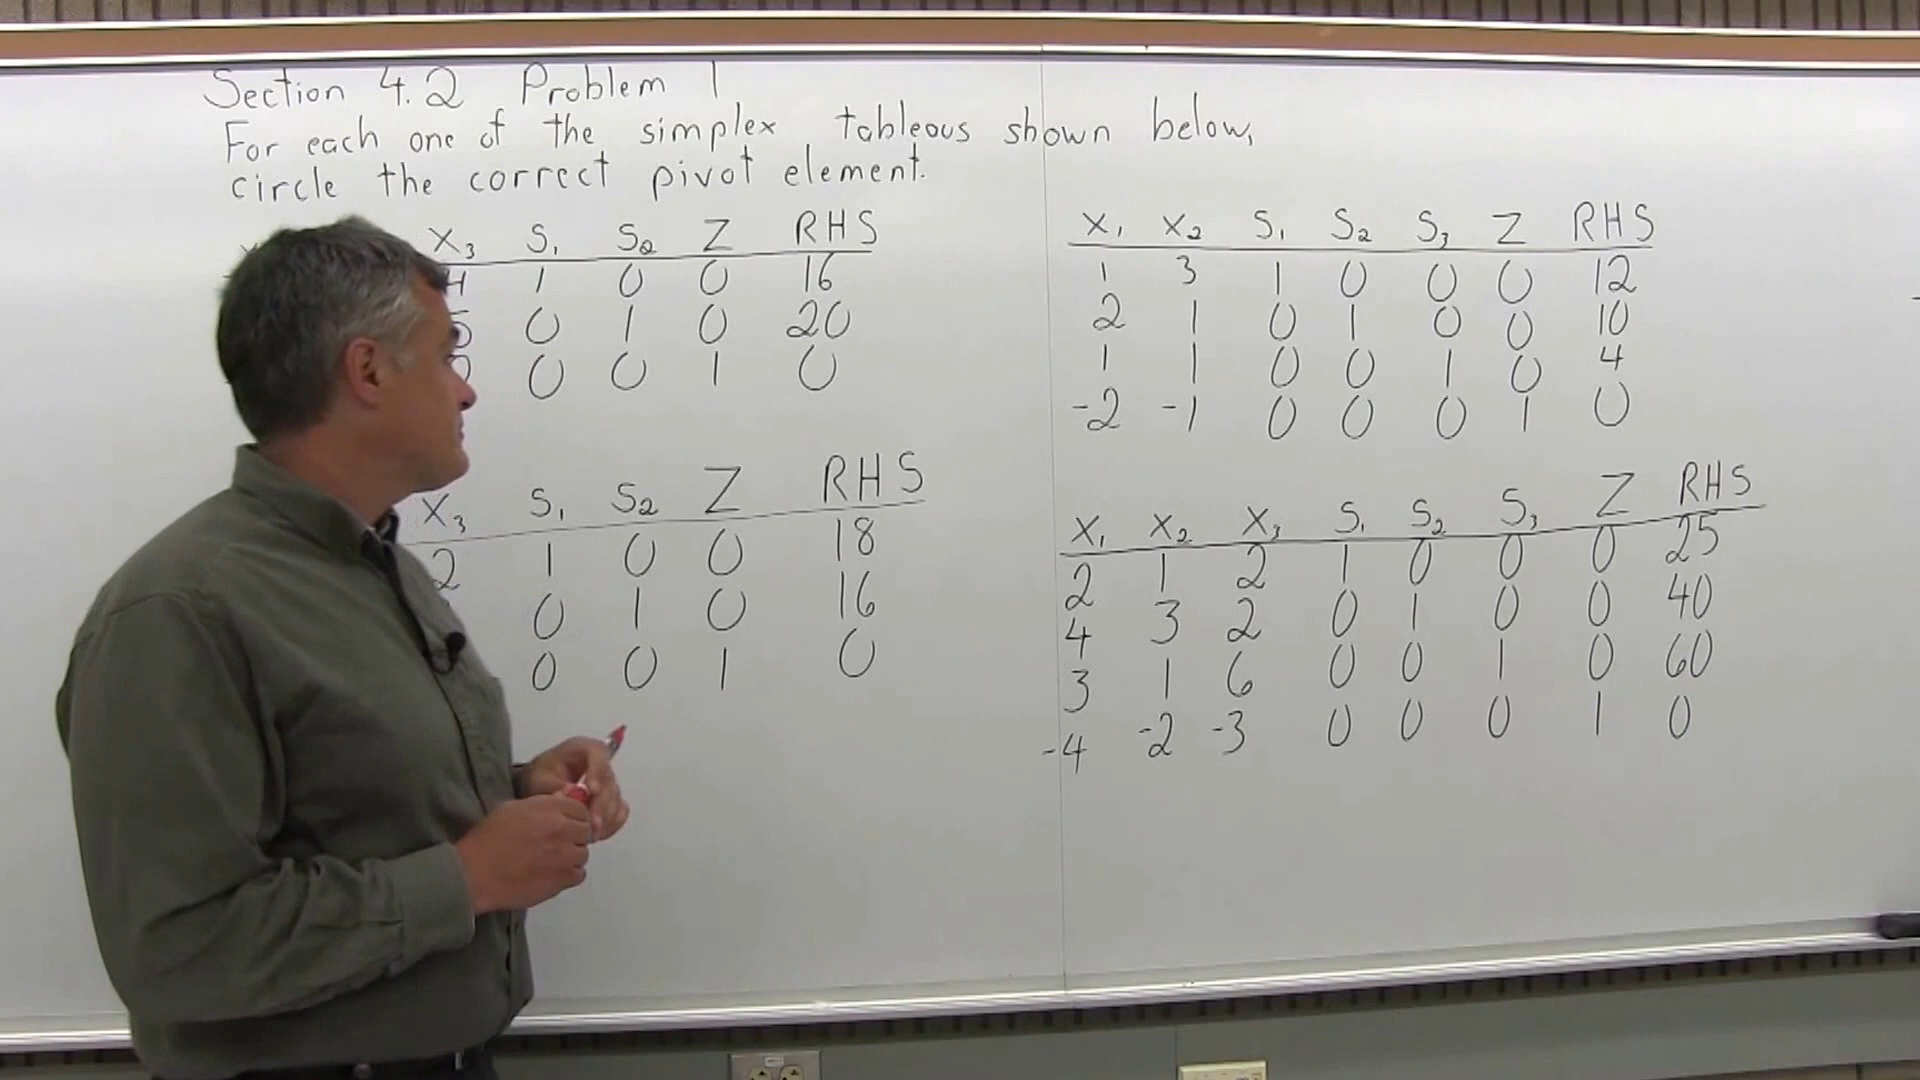 Section 4.2 Problem 1
For each one of the simplex tableous shown below,
circle the correct pivot element.
X₃ S₁ S₂ Z RHS
4 1 0 0 16
5 0 1 0 20
0 0 1 0
X₁ X₂ S₁ S₂ S₃ Z RHS
1 3 1 0 0 0 12
2 1 0 1 0 0 10
1 1 0 0 1 0 4
-2 -1 0 0 0 1 0
X₃ S₁ S₂ Z RHS
2 1 0 0 18
0 1 0 16
0 0 1 0
X₁ X₂ X₃ S₁ S₂ S₃ Z RHS
2 1 2 1 0 0 0 25
4 3 2 0 1 0 0 40
3 1 6 0 0 1 0 60
-4 -2 -3 0 0 0 1 0